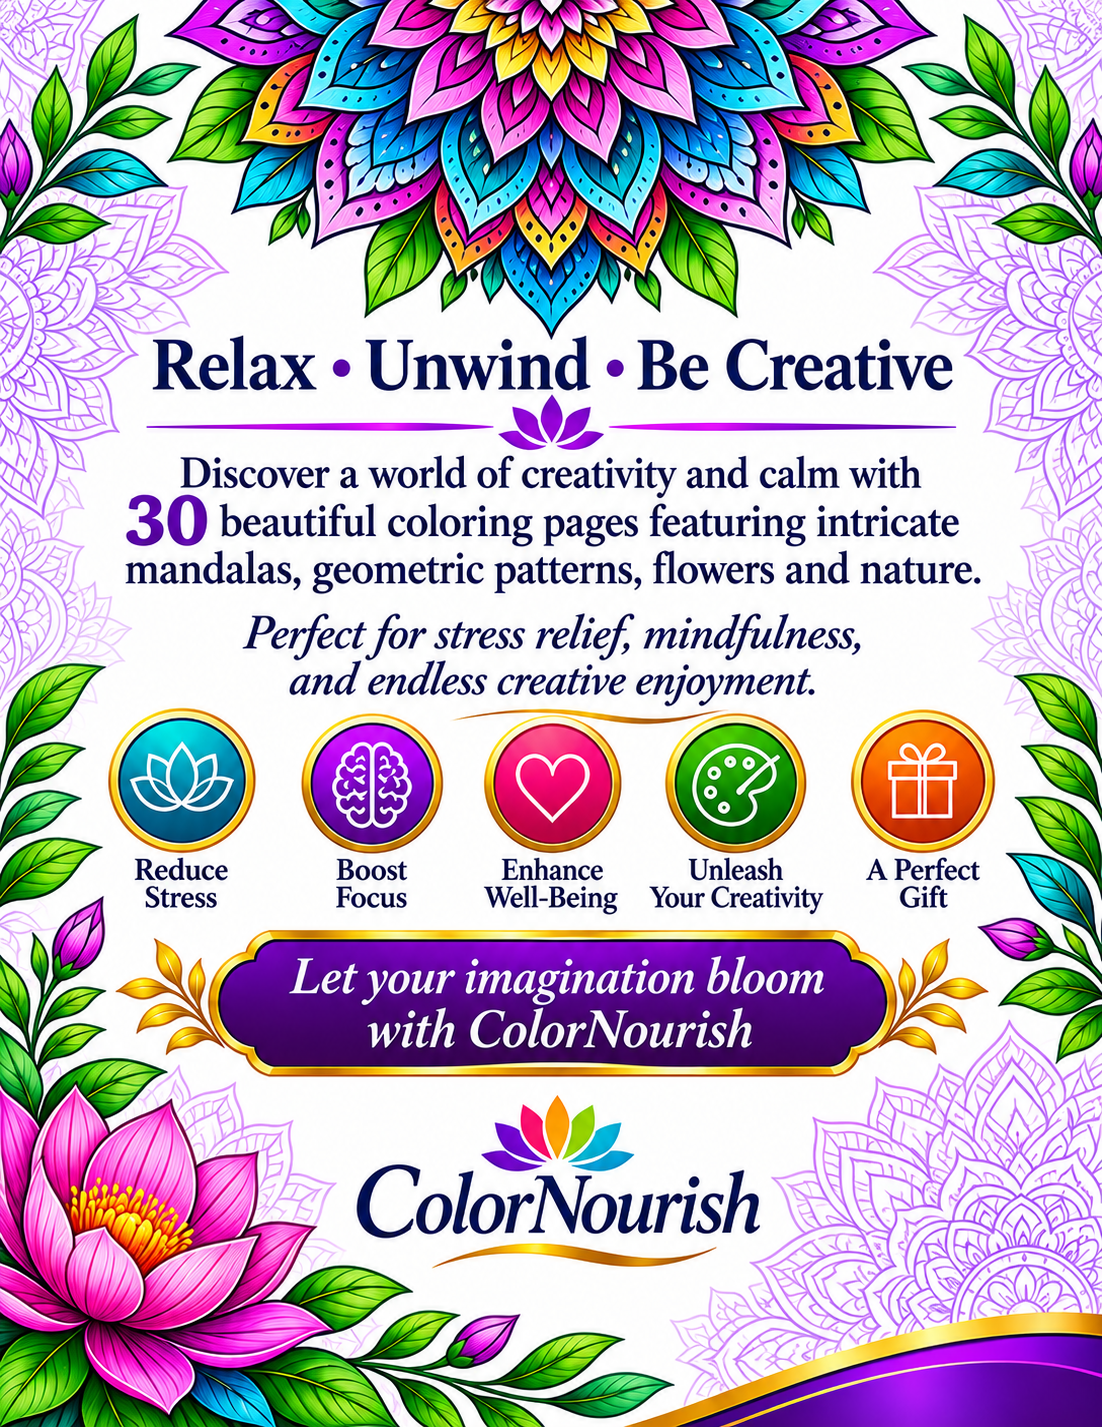 Relax • Unwind • Be Creative
Discover a world of creativity and calm with
30 beautiful coloring pages featuring intricate
mandalas, geometric patterns, flowers and nature.
Perfect for stress relief, mindfulness,
and endless creative enjoyment.
Reduce
Stress
Boost
Focus
Enhance
Well-Being
Unleash
Your Creativity
A Perfect
Gift
Let your imagination bloom
with ColorNourish
ColorNourish